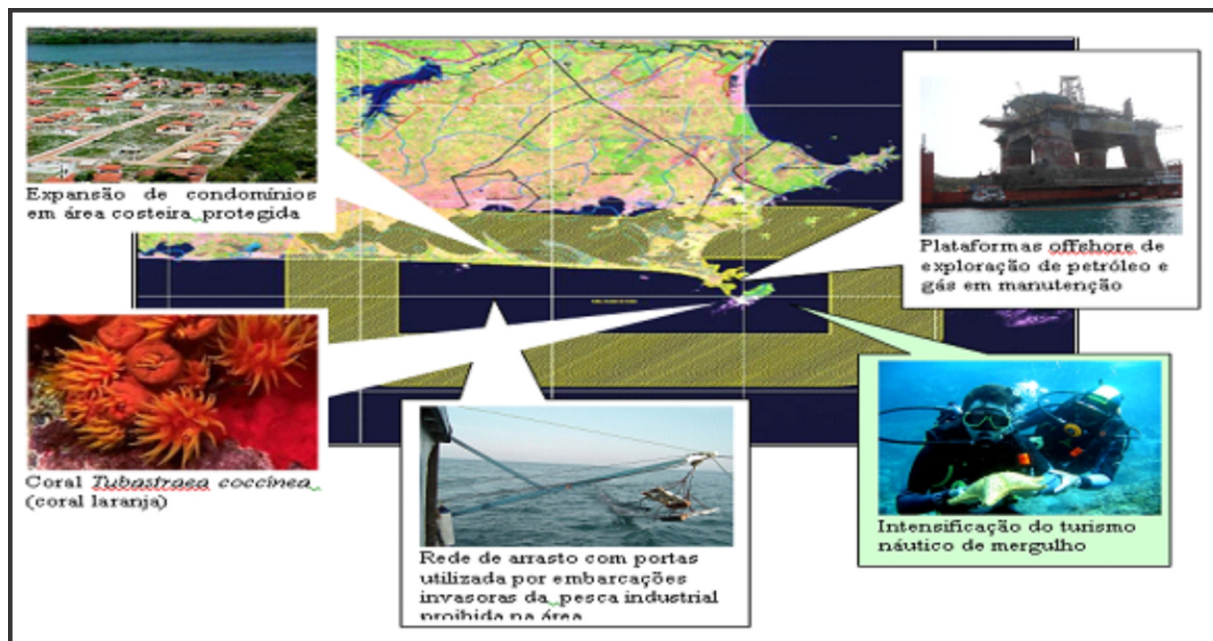 Expansão de condomínios
em área costeira protegida
Plataformas offshore de
exploração de petróleo e
gás em manutenção
Coral Tubastraea coccinea
(coral laranja)
Rede de arrasto com portas
utilizada por embarcações
invasoras da pesca industrial
proibida na área
Intensificação do turismo
náutico de mergulho